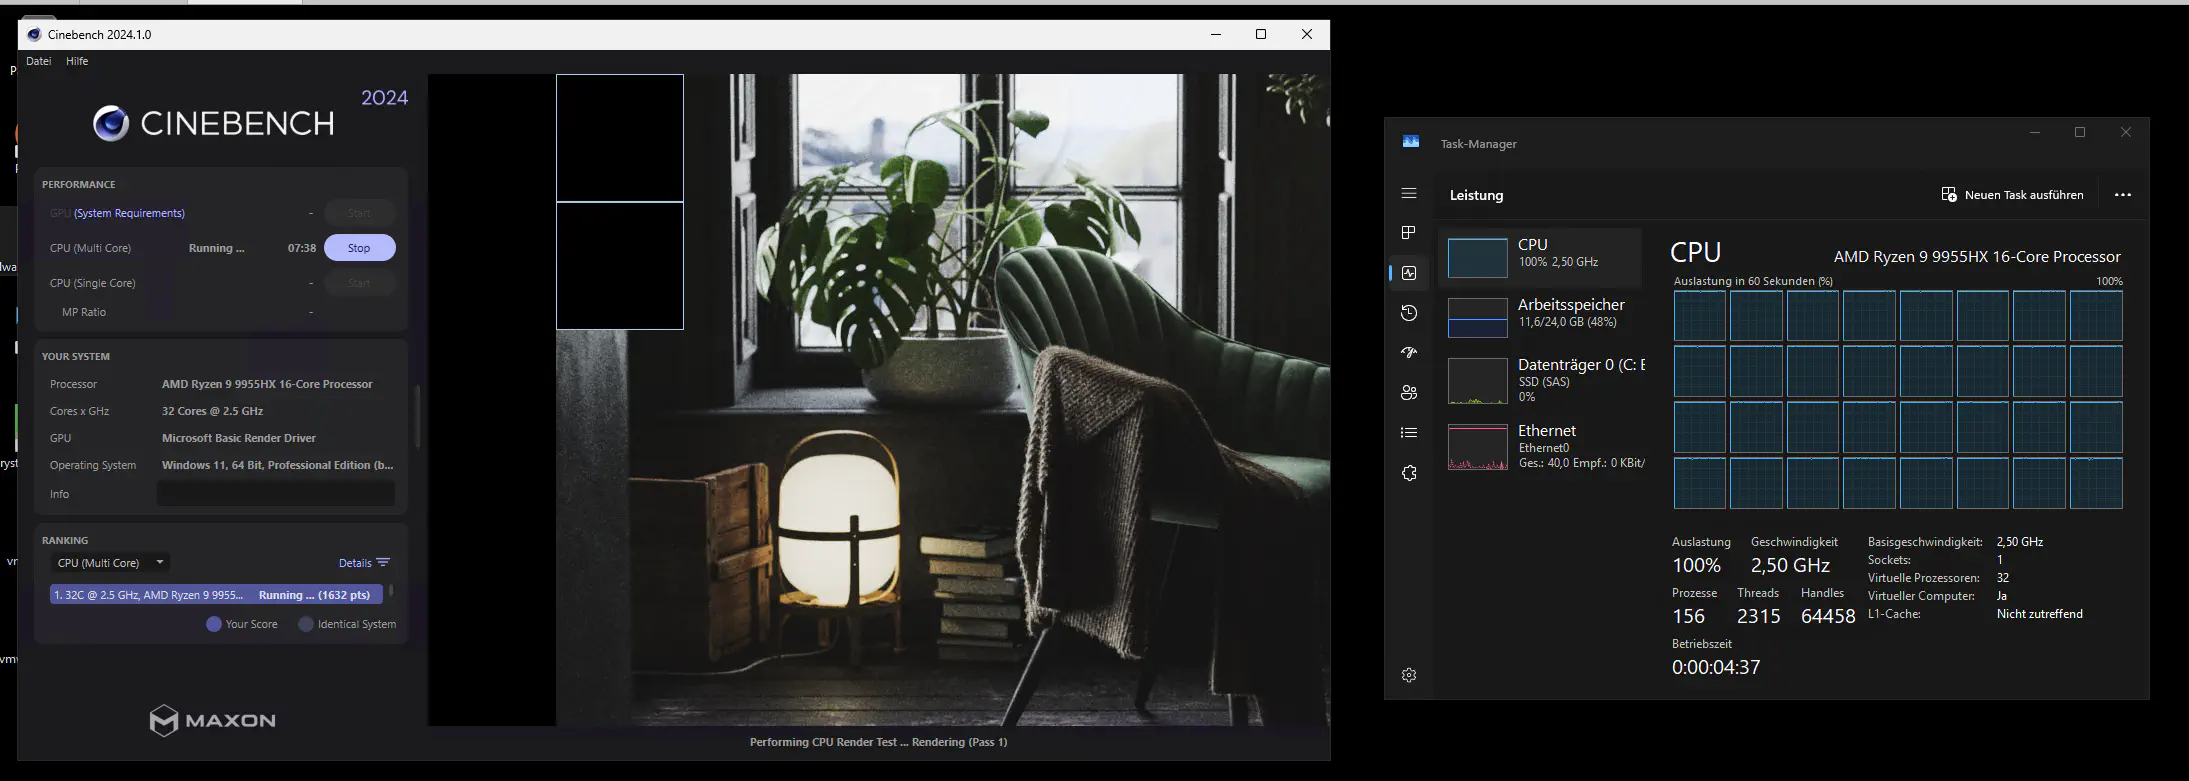 Cinebench 2024.1.0
Datei Hilfe
2024
CINEBENCH
PERFORMANCE
GPU (System Requirements) - Start
CPU (Multi Core) Running ... 07:38 Stop
CPU (Single Core) - Start
MP Ratio -
YOUR SYSTEM
Processor AMD Ryzen 9 9955HX 16-Core Processor
Cores x GHz 32 Cores @ 2.5 GHz
GPU Microsoft Basic Render Driver
Operating System Windows 11, 64 Bit, Professional Edition (b...
Info
RANKING
CPU (Multi Core) Details
1. 32C @ 2.5 GHz, AMD Ryzen 9 9955... Running ... (1632 pts)
Your Score Identical System
MAXON
Performing CPU Render Test ... Rendering (Pass 1)
Task-Manager
Leistung Neuen Task ausführen
CPU
100% 2,50 GHz
Arbeitsspeicher
11,6/24,0 GB (48%)
Datenträger 0 (C: E
SSD (SAS)
0%
Ethernet
Ethernet0
Ges.: 40,0 Empf.: 0 KBit/
CPU AMD Ryzen 9 9955HX 16-Core Processor
Auslastung in 60 Sekunden (%) 100%
Auslastung Geschwindigkeit
100% 2,50 GHz
Prozesse Threads Handles
156 2315 64458
Betriebszeit
0:00:04:37
Basisgeschwindigkeit: 2,50 GHz
Sockets: 1
Virtuelle Prozessoren: 32
Virtueller Computer: Ja
L1-Cache: Nicht zutreffend